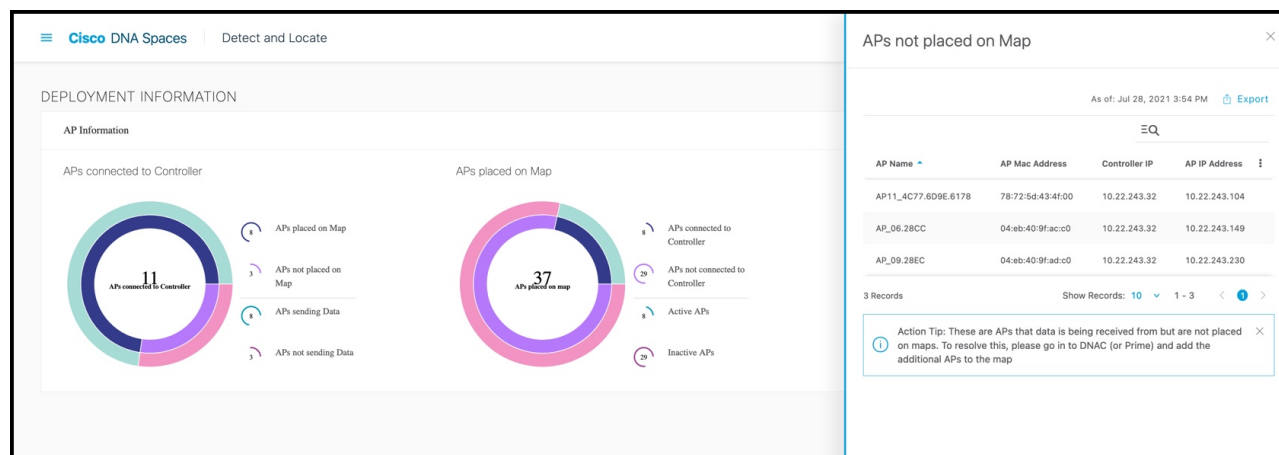 Cisco DNA Spaces
Detect and Locate
DEPLOYMENT INFORMATION
AP Information
APs connected to Controller
11
APs connected to Controller
8 APs placed on Map
3 APs not placed on
Map
8 APs sending Data
3 APs not sending Data
APs placed on Map
37
APs placed on map
8 APs connected to
Controller
29 APs not connected to
Controller
8 Active APs
29 Inactive APs
APs not placed on Map
As of: Jul 28, 2021 3:54 PM Export
AP Name AP Mac Address Controller IP AP IP Address
AP11_4C77.6D9E.6178 78:72:5d:43:4f:00 10.22.243.32 10.22.243.104
AP_06.28CC 04:eb:40:9f:ac:c0 10.22.243.32 10.22.243.149
AP_09.28EC 04:eb:40:9f:ad:c0 10.22.243.32 10.22.243.230
3 Records Show Records: 10 1 - 3 1
Action Tip: These are APs that data is being received from but are not placed
on maps. To resolve this, please go in to DNAC (or Prime) and add the
additional APs to the map